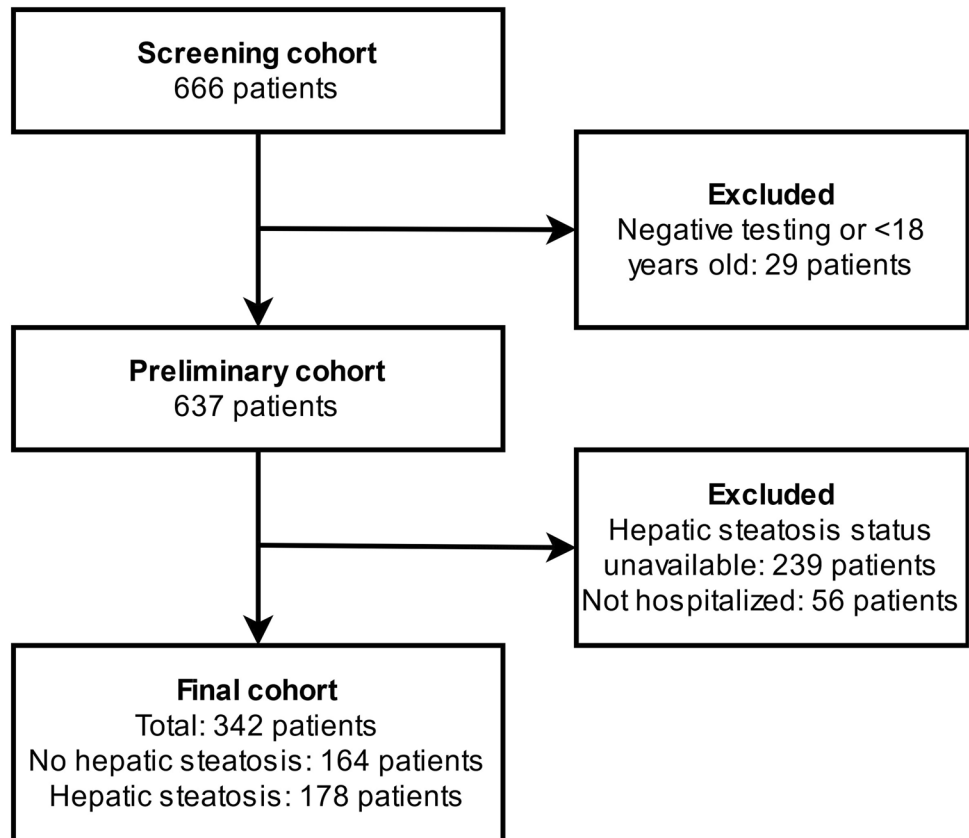 Screening cohort
666 patients
Excluded
Negative testing or <18
years old: 29 patients
Preliminary cohort
637 patients
Excluded
Hepatic steatosis status
unavailable: 239 patients
Not hospitalized: 56 patients
Final cohort
Total: 342 patients
No hepatic steatosis: 164 patients
Hepatic steatosis: 178 patients